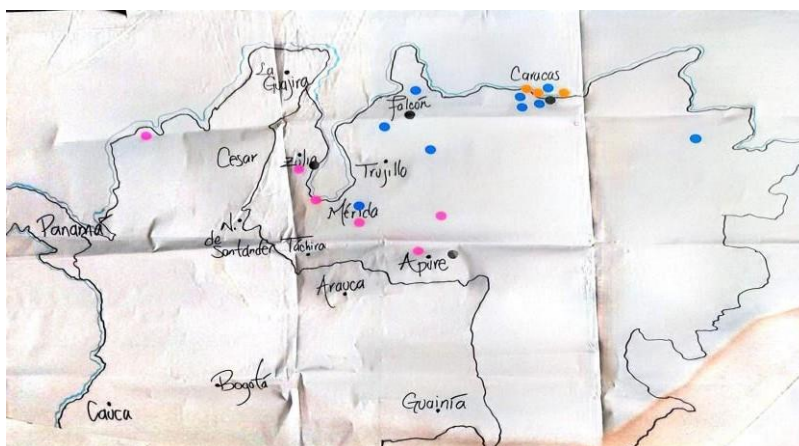 La
Guajira
Caracas
Falcón
Cesar
Zulia
Trujillo
Mérida
Panamá
N.
de
Santander
Táchira
Apure
Arauca
Bogotá
Cauca
Guainía